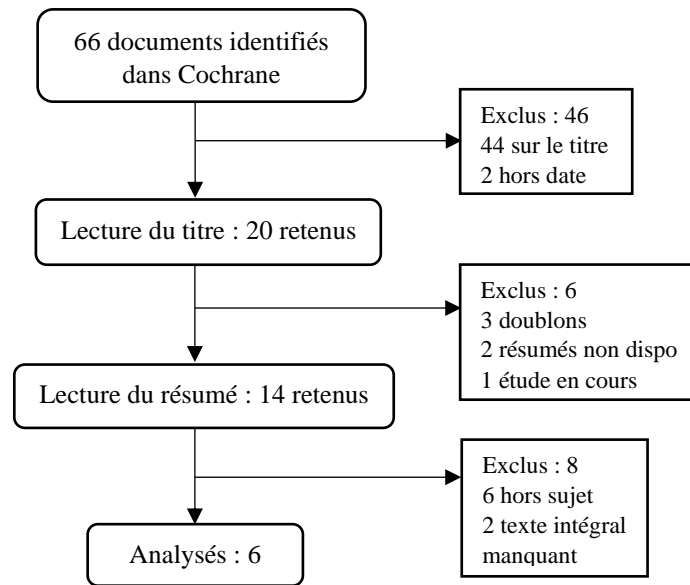 66 documents identifiés
dans Cochrane
Exclus : 46
44 sur le titre
2 hors date
Lecture du titre : 20 retenus
Exclus : 6
3 doublons
2 résumés non dispo
1 étude en cours
Lecture du résumé : 14 retenus
Exclus : 8
6 hors sujet
2 texte intégral
manquant
Analysés : 6